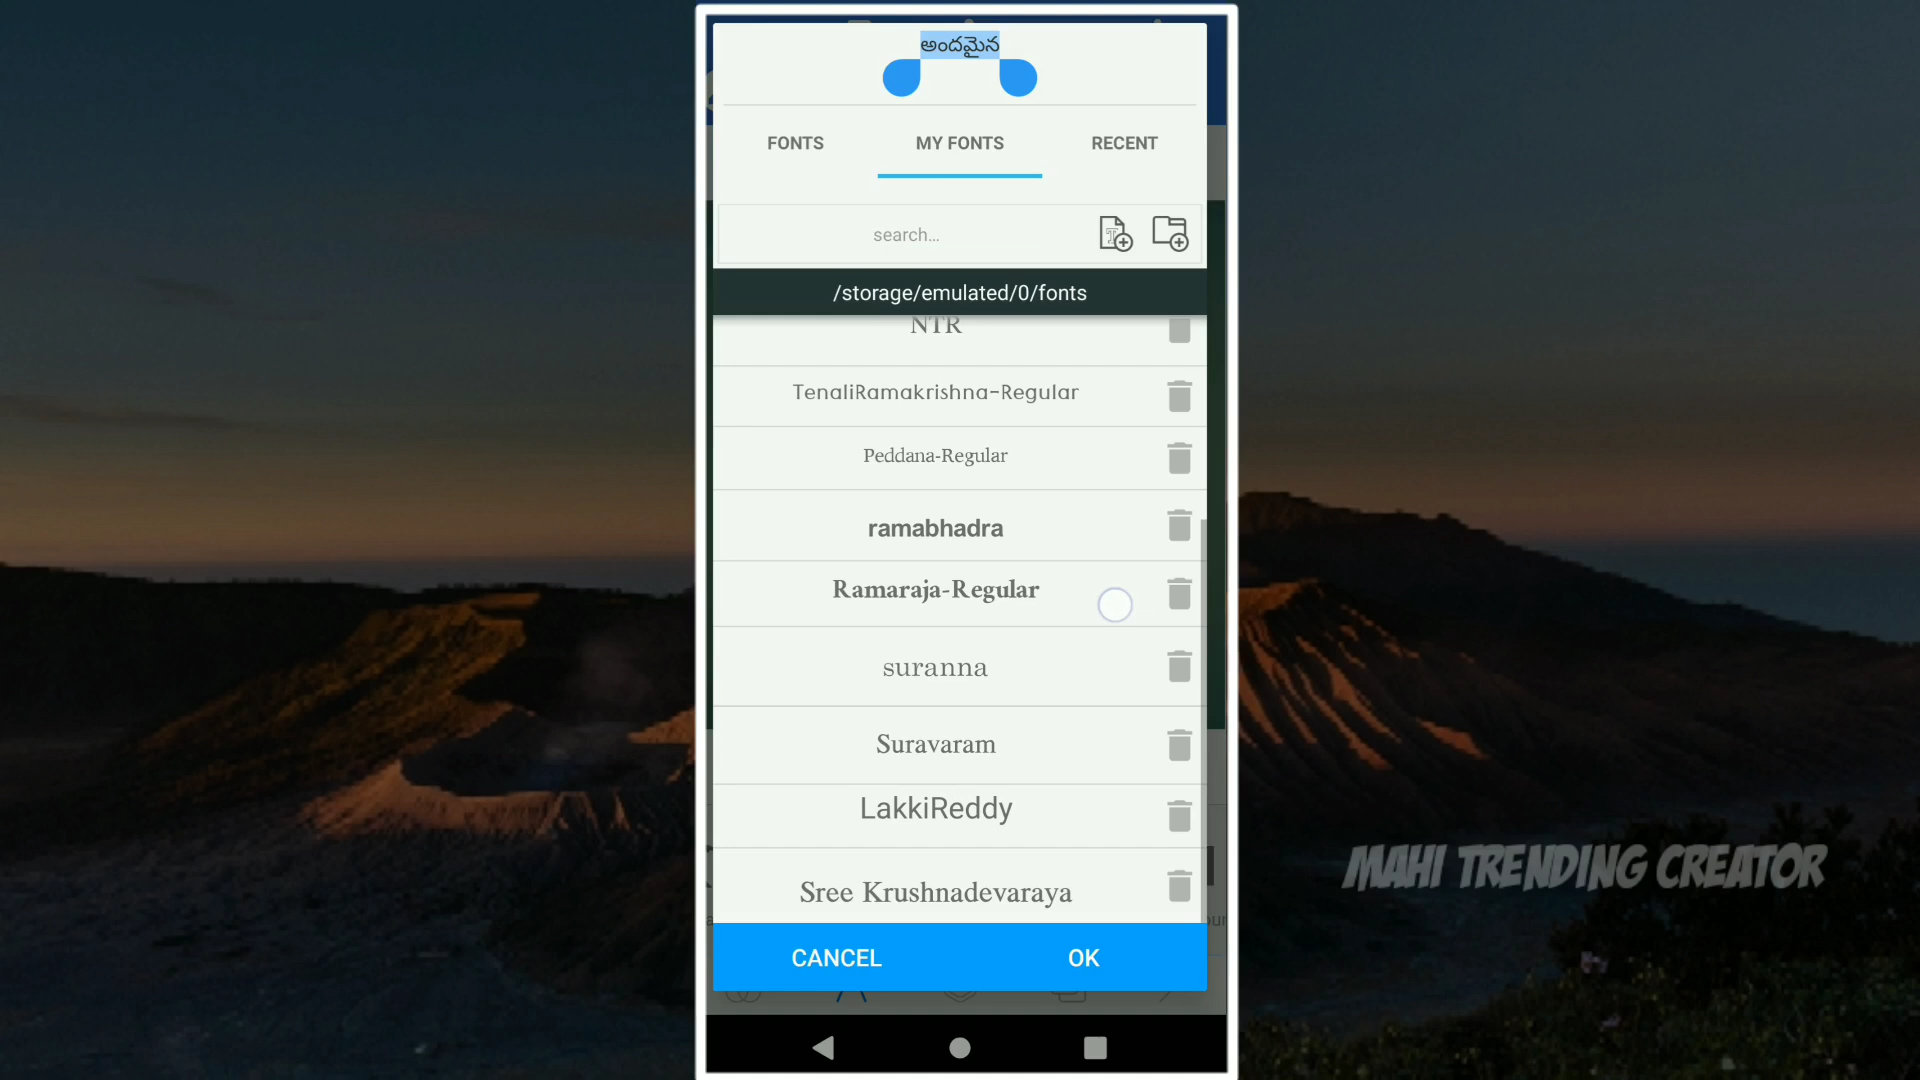 అందమైన
FONTS MY FONTS RECENT
search...
/storage/emulated/0/fonts
NTR
TenaliRamakrishna-Regular
Peddana-Regular
ramabhadra
Ramaraja-Regular
suranna
Suravaram
LakkiReddy
Sree Krushnadevaraya
CANCEL OK
MAHI TRENDING CREATOR